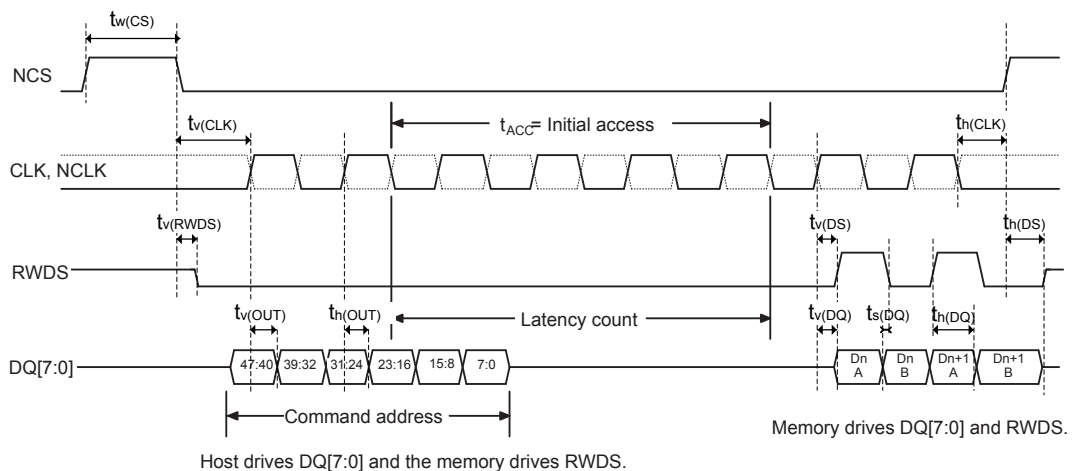 tw(CS)
NCS
tv(CLK)
tACC= Initial access
th(CLK)
CLK, NCLK
tv(RWDS)
tv(DS)
th(DS)
RWDS
tv(OUT)
th(OUT)
Latency count
tv(DQ)
ts(DQ)
th(DQ)
DQ[7:0]
47:40
39:32
31:24
23:16
15:8
7:0
Dn
A
Dn
B
Dn+1
A
Dn+1
B
Command address
Memory drives DQ[7:0] and RWDS.
Host drives DQ[7:0] and the memory drives RWDS.